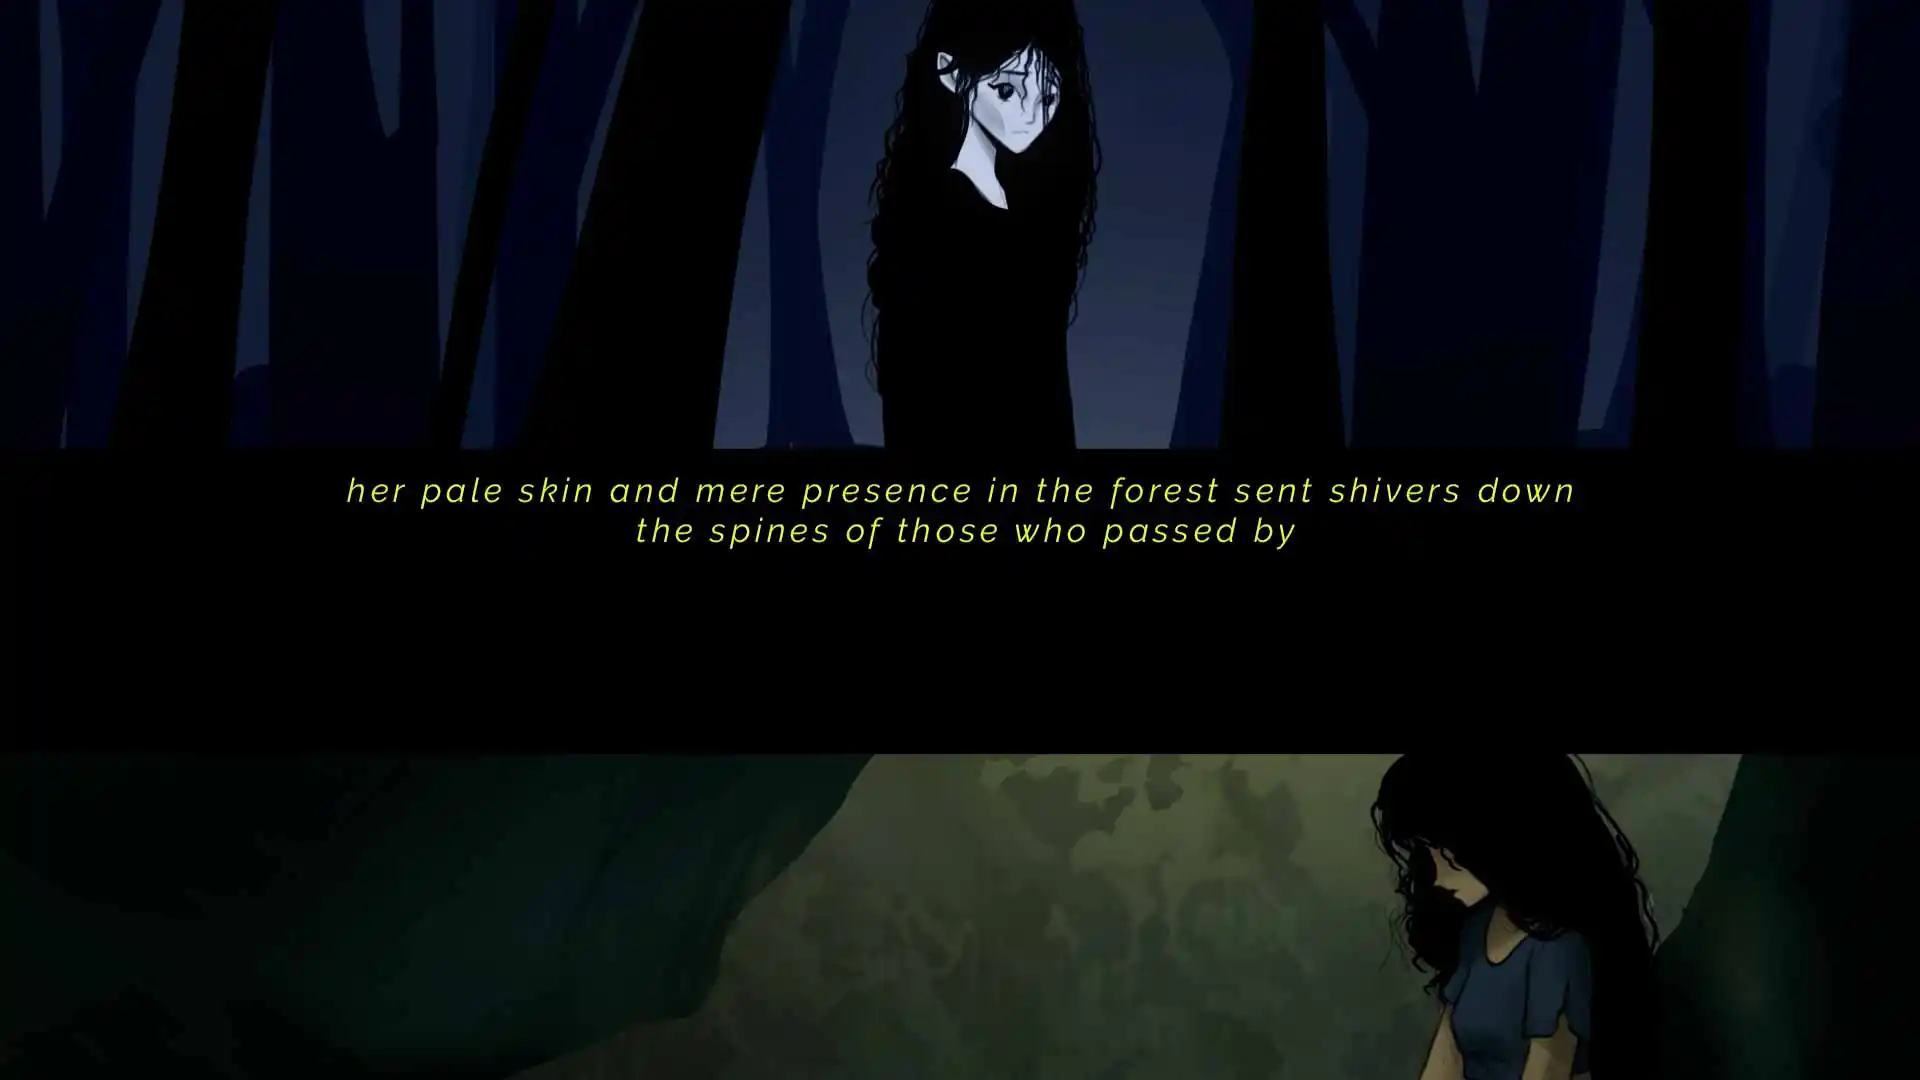 her pale skin and mere presence in the forest sent shivers down
the spines of those who passed by